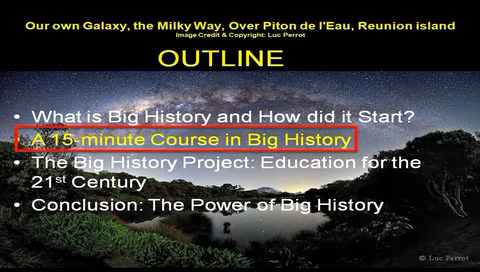 Our own Galaxy, the Milky Way, Over Piton de l'Eau, Reunion island
Image Credit & Copyright: Luc Perrot
OUTLINE
• What is Big History and How did it Start?
• A 15-minute Course in Big History
• The Big History Project: Education for the
21st Century
• Conclusion: The Power of Big History
© Luc Perrot